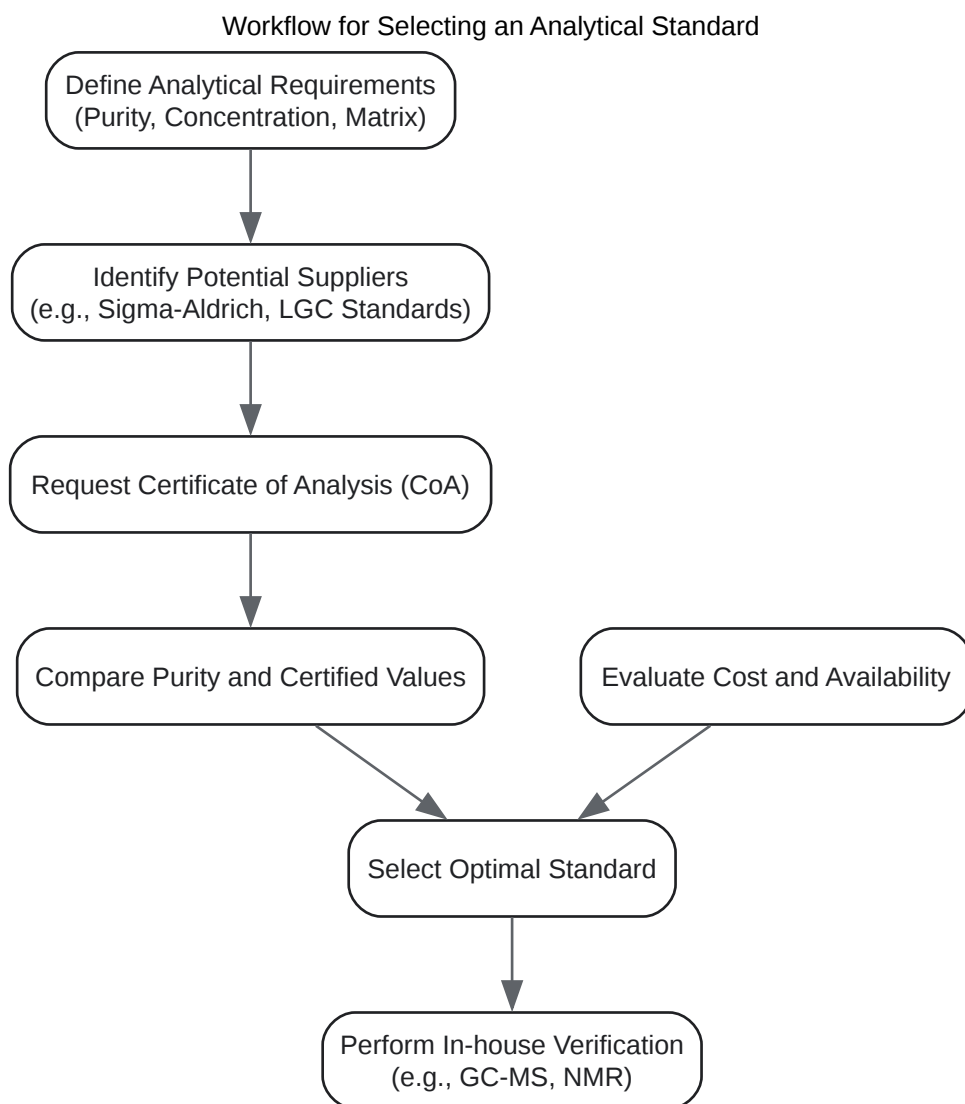 Workflow for Selecting an Analytical Standard
Define Analytical Requirements
(Purity, Concentration, Matrix)
Identify Potential Suppliers
(e.g., Sigma-Aldrich, LGC Standards)
Request Certificate of Analysis (CoA)
Compare Purity and Certified Values
Evaluate Cost and Availability
Select Optimal Standard
Perform In-house Verification
(e.g., GC-MS, NMR)